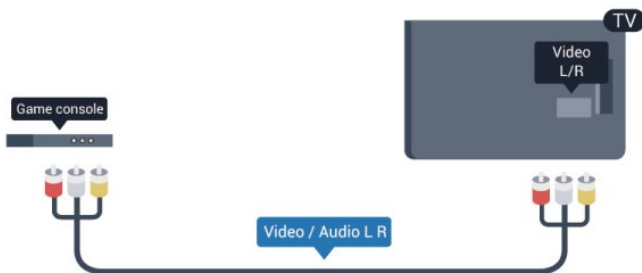 TV
Video
L/R
Game console
Video / Audio L R